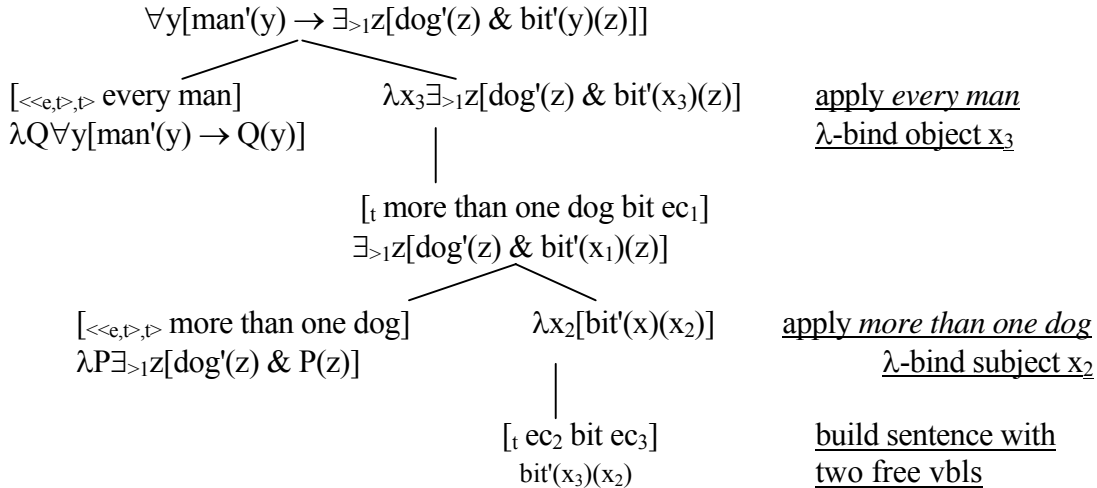 ∀y[man'(y) → ∃>1z[dog'(z) & bit'(y)(z)]]
[<<e,t>,t> every man] λx3∃>1z[dog'(z) & bit'(x3)(z)] apply every man
λQ∀y[man'(y) → Q(y)] λ-bind object x3
[t more than one dog bit ec1]
∃>1z[dog'(z) & bit'(x1)(z)]
[<<e,t>,t> more than one dog] λx2[bit'(x)(x2)] apply more than one dog
λP∃>1z[dog'(z) & P(z)] λ-bind subject x2
[t ec2 bit ec3] build sentence with
bit'(x3)(x2) two free vbls